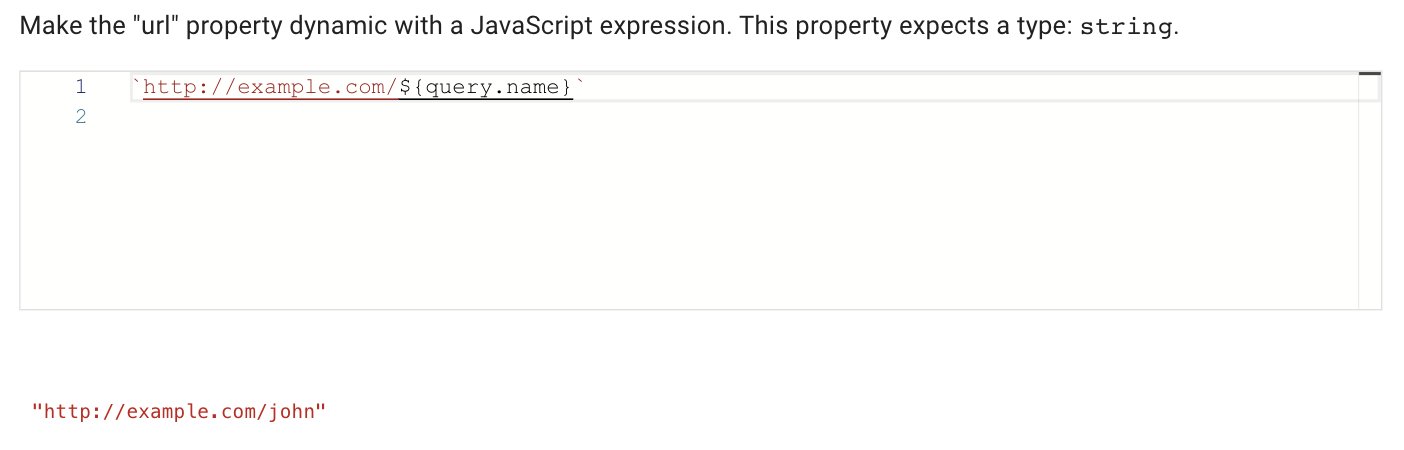 Make the "url" property dynamic with a JavaScript expression. This property expects a type: string.
1 `http://example.com/${query.name}`
2
"http://example.com/john"